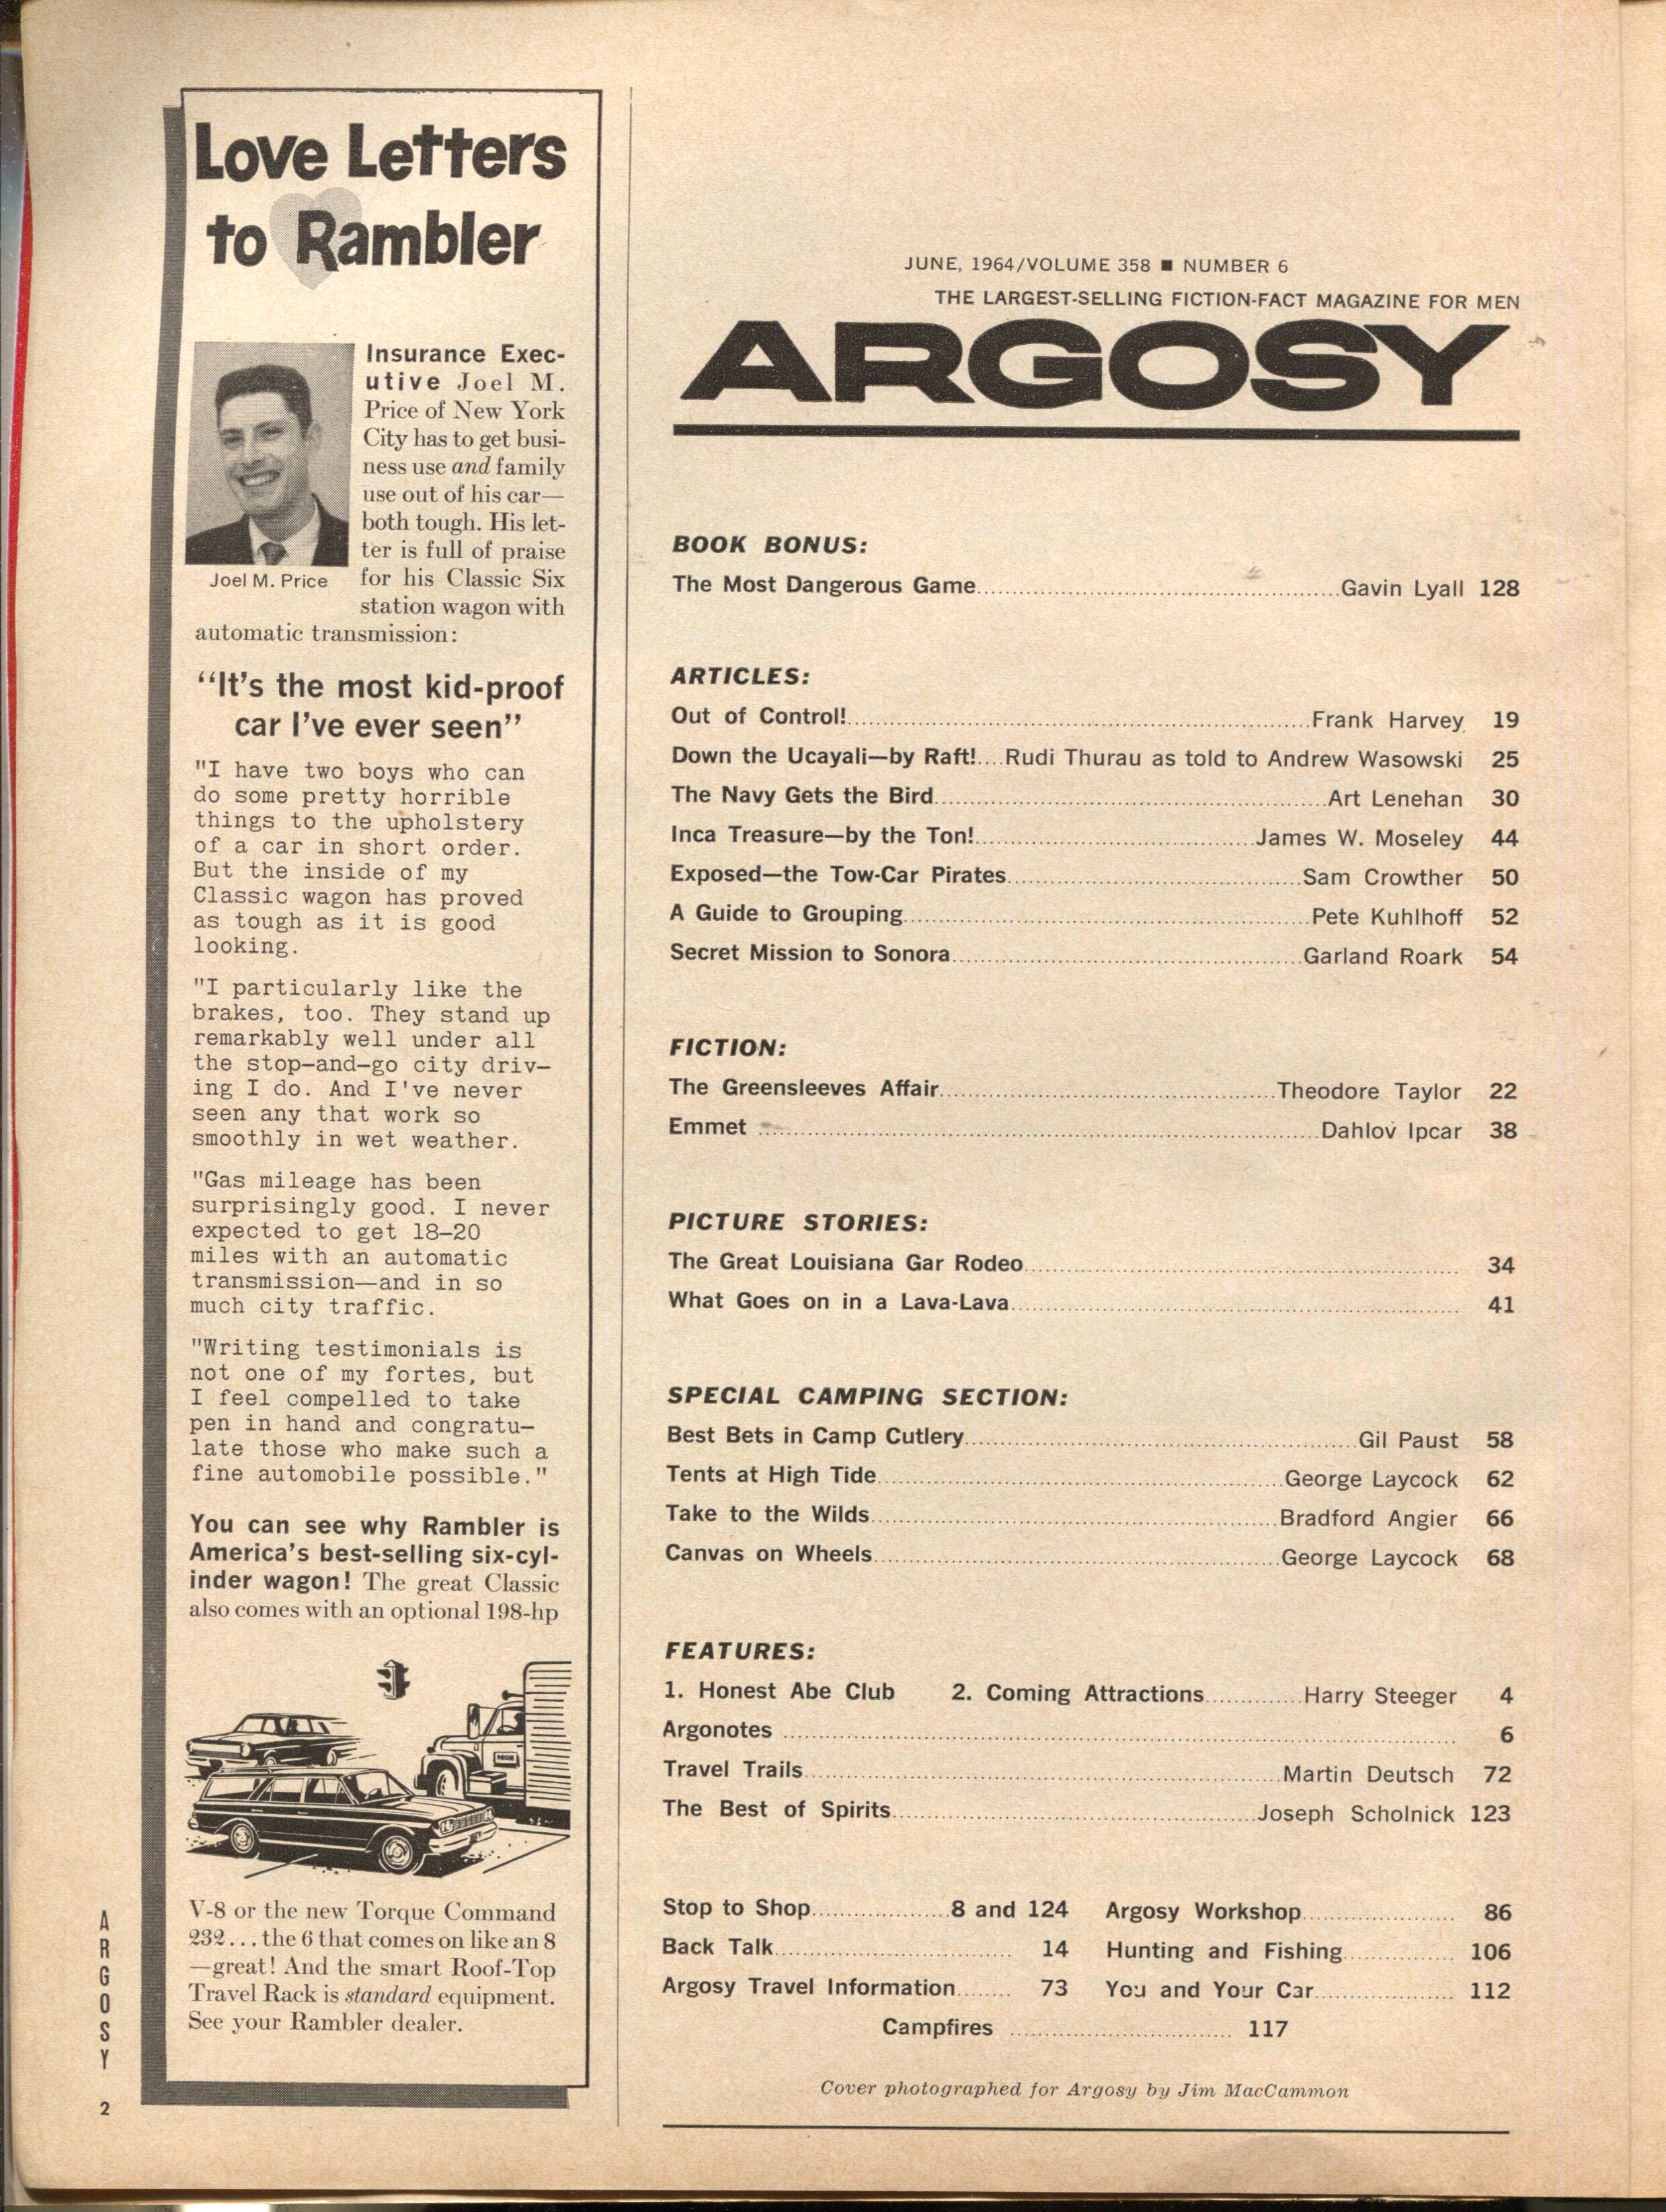 Love Letters
to Rambler
Insurance Exec-
utive Joel M.
Price of New York
City has to get busi-
ness use and family
use out of his car—
both tough. His let-
ter is full of praise
for his Classic Six
station wagon with
automatic transmission:
Joel M. Price
“It’s the most kid-proof
car I’ve ever seen”
"I have two boys who can
do some pretty horrible
things to the upholstery
of a car in short order.
But the inside of my
Classic wagon has proved
as tough as it is good
looking.
"I particularly like the
brakes, too. They stand up
remarkably well under all
the stop—and—go city driv—
ing I do. And I've never
seen any that work so
smoothly in wet weather.
"Gas mileage has been
surprisingly good. I never
expected to get 18—20
miles with an automatic
transmission—and in so
much city traffic.
"Writing testimonials is
not one of my fortes, but
I feel compelled to take
pen in hand and congratu—
late those who make such a
fine automobile possible."
You can see why Rambler is
America’s best-selling six-cyl-
inder wagon! The great Classic
also comes with an optional 198-hp
V-8 or the new Torque Command
232...the 6 that comes on like an 8
—great! And the smart Roof-Top
Travel Rack is standard equipment.
See your Rambler dealer.
ARGOSY
2
JUNE, 1964/VOLUME 358 ■ NUMBER 6
THE LARGEST-SELLING FICTION-FACT MAGAZINE FOR MEN
ARGOSY
BOOK BONUS:
The Most Dangerous Game Gavin Lyall 128
ARTICLES:
Out of Control! Frank Harvey 19
Down the Ucayali—by Raft! Rudi Thurau as told to Andrew Wasowski 25
The Navy Gets the Bird Art Lenehan 30
Inca Treasure—by the Ton! James W. Moseley 44
Exposed—the Tow-Car Pirates Sam Crowther 50
A Guide to Grouping Pete Kuhlhoff 52
Secret Mission to Sonora Garland Roark 54
FICTION:
The Greensleeves Affair Theodore Taylor 22
Emmet Dahlov Ipcar 38
PICTURE STORIES:
The Great Louisiana Gar Rodeo 34
What Goes on in a Lava-Lava 41
SPECIAL CAMPING SECTION:
Best Bets in Camp Cutlery Gil Paust 58
Tents at High Tide George Laycock 62
Take to the Wilds Bradford Angier 66
Canvas on Wheels George Laycock 68
FEATURES:
1. Honest Abe Club 2. Coming Attractions Harry Steeger 4
Argonotes 6
Travel Trails Martin Deutsch 72
The Best of Spirits Joseph Scholnick 123
Stop to Shop 8 and 124 Argosy Workshop 86
Back Talk 14 Hunting and Fishing 106
Argosy Travel Information 73 You and Your Car 112
Campfires 117
Cover photographed for Argosy by Jim MacCammon